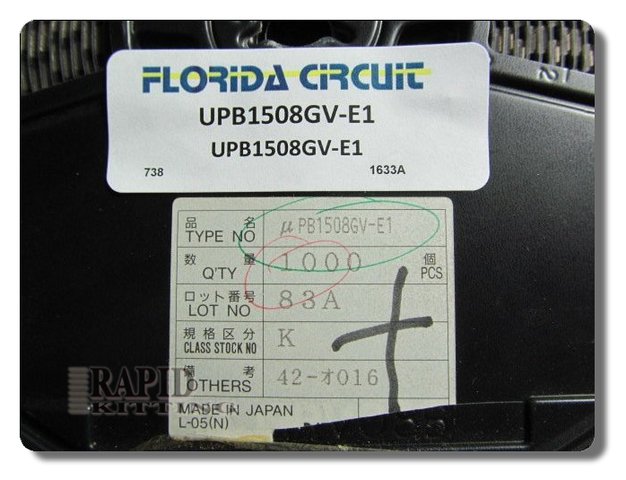 FLORIDA CIRCUIT
UPB1508GV-E1
UPB1508GV-E1
738 1633A
品名 TYPE NO μPB1508GV-E1
数量 Q'TY 1000 個 PCS
ロット番号 LOT NO 83A
規格区分 CLASS STOCK NO K
備考 OTHERS 42-オ016
MADE IN JAPAN
L-05(N)
RAPID
KITTING